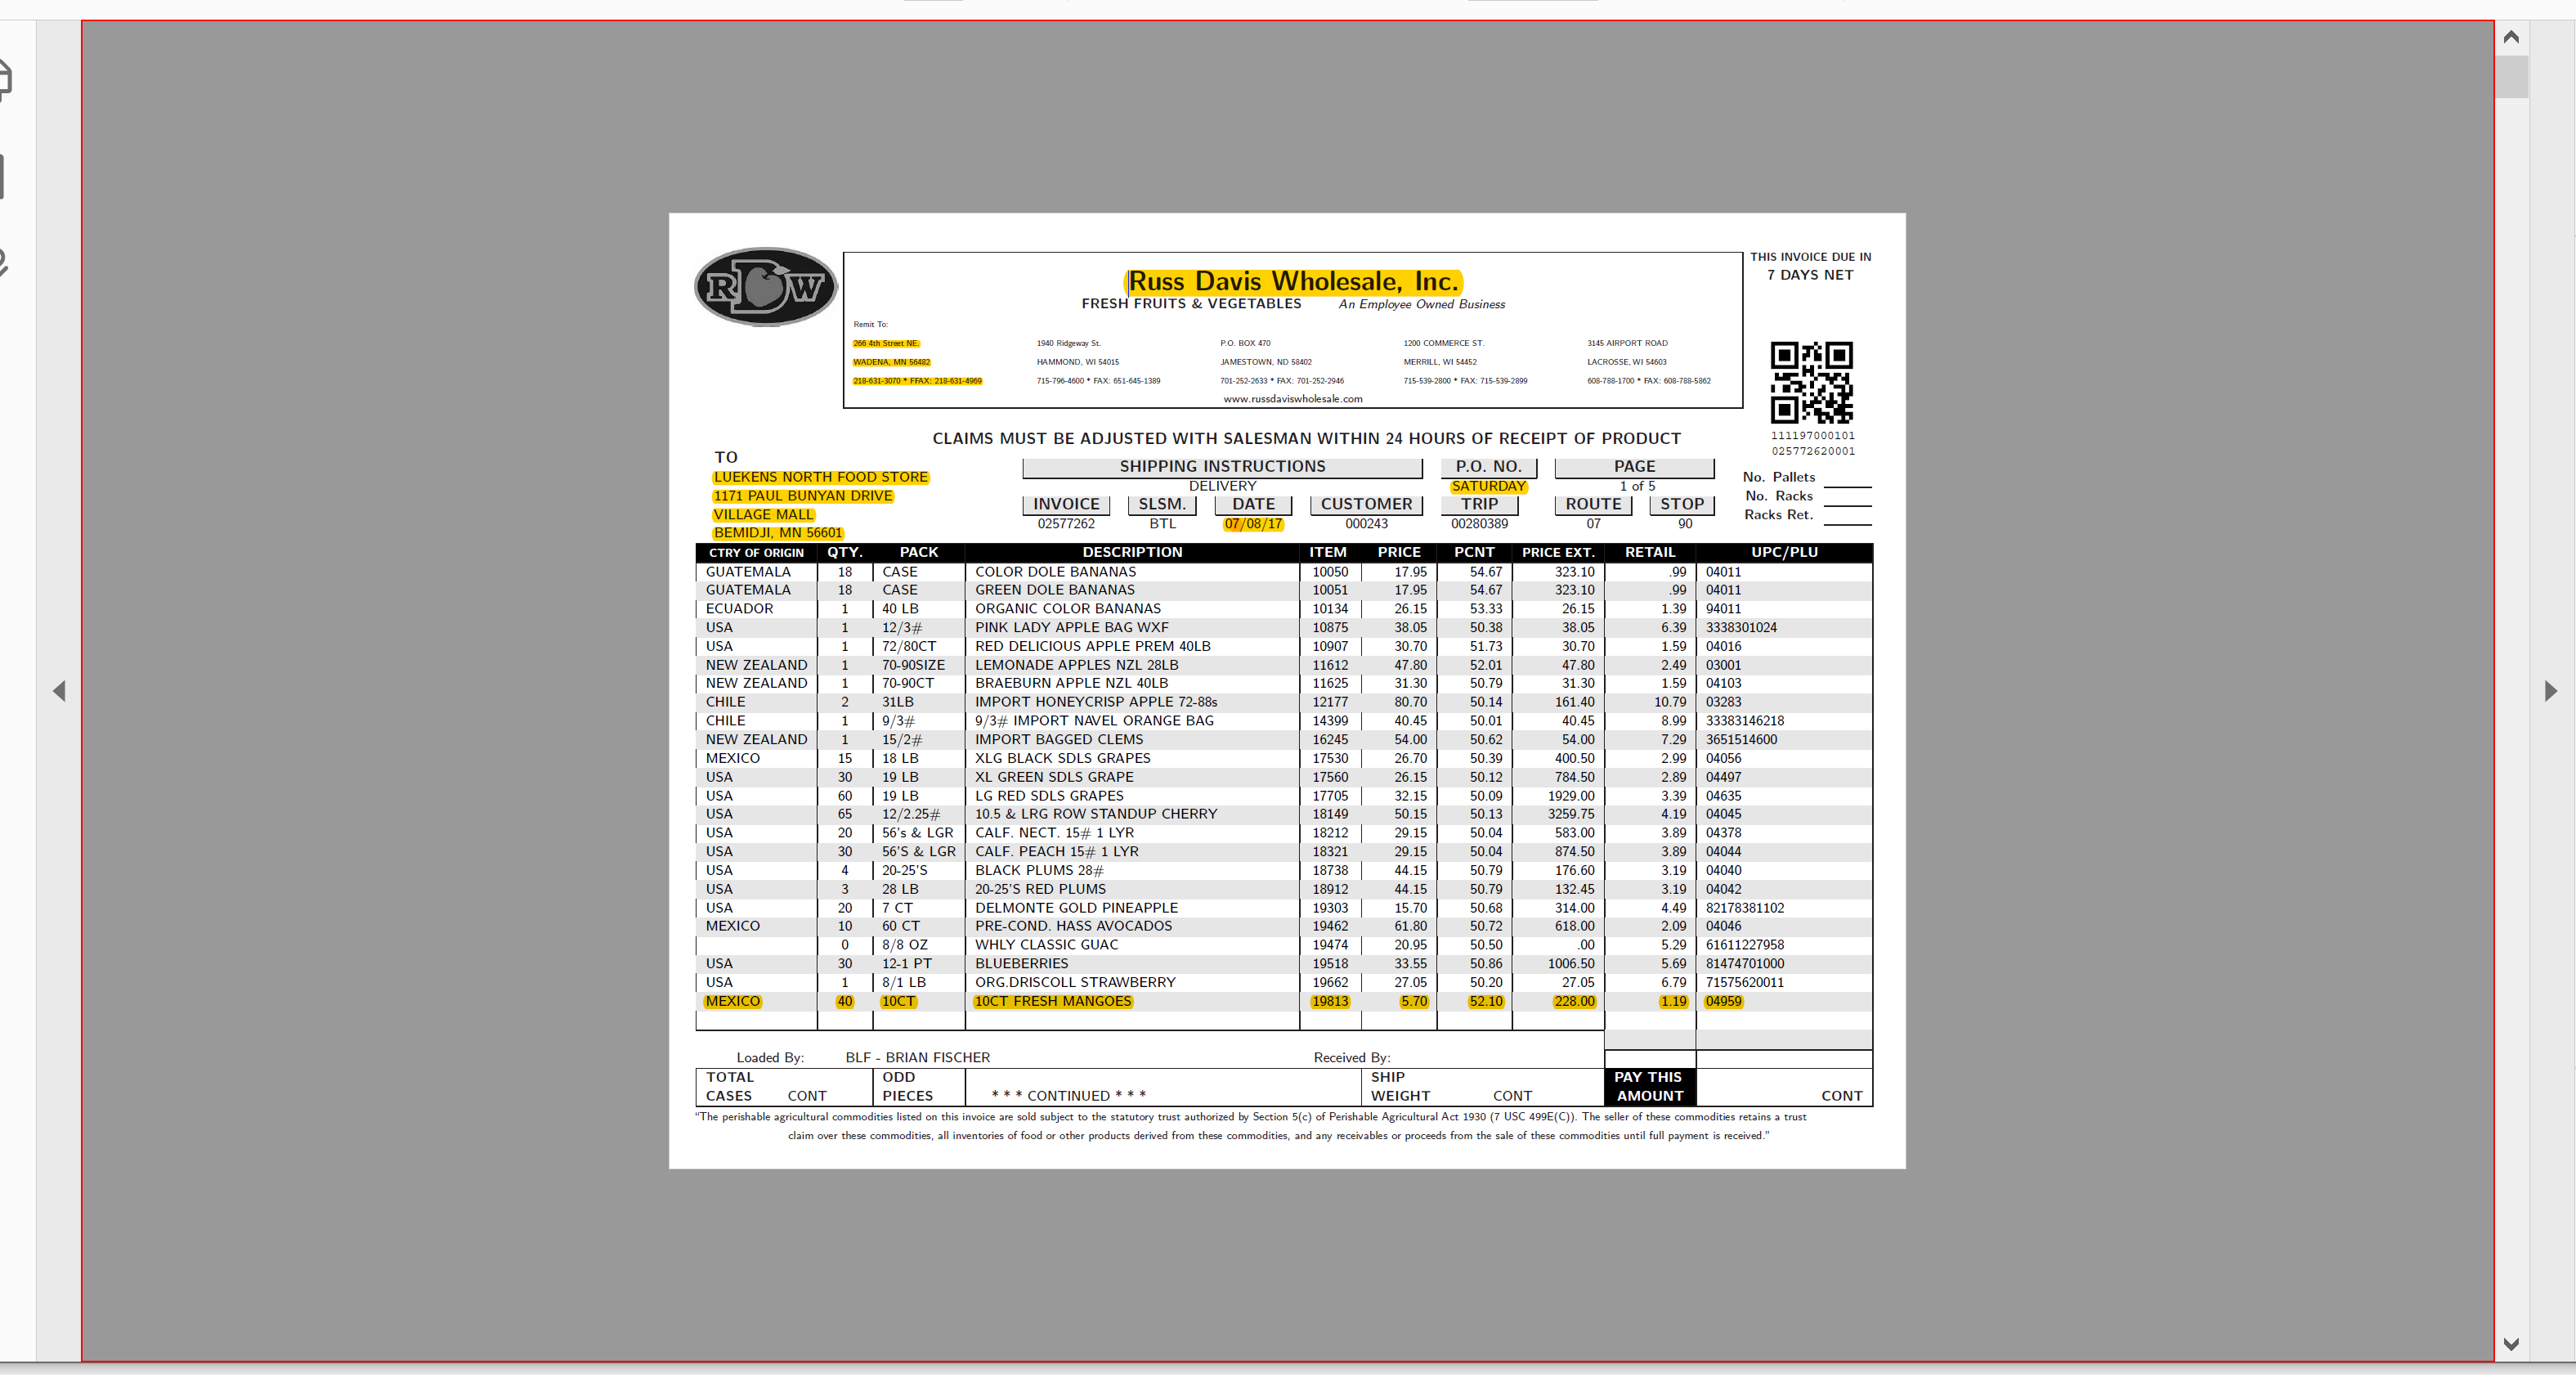 RDW
Russ Davis Wholesale, Inc.
FRESH FRUITS & VEGETABLES An Employee Owned Business
THIS INVOICE DUE IN
7 DAYS NET
Remit To:
266 4th Street NE. 1940 Ridgeway St. P.O. BOX 470 1200 COMMERCE ST. 3145 AIRPORT ROAD
WADENA, MN 56482 HAMMOND, WI 54015 JAMESTOWN, ND 58402 MERRILL, WI 54452 LACROSSE, WI 54603
218-631-3070 * FFAX: 218-631-4969 715-796-4600 * FAX: 651-645-1389 701-252-2633 * FAX: 701-252-2946 715-539-2800 * FAX: 715-539-2899 608-788-1700 * FAX: 608-788-5862
www.russdaviswholesale.com
111197000101
025772620001
CLAIMS MUST BE ADJUSTED WITH SALESMAN WITHIN 24 HOURS OF RECEIPT OF PRODUCT
TO
LUEKENS NORTH FOOD STORE
1171 PAUL BUNYAN DRIVE
VILLAGE MALL
BEMIDJI, MN 56601
SHIPPING INSTRUCTIONS P.O. NO. PAGE
DELIVERY SATURDAY 1 of 5
INVOICE SLSM. DATE CUSTOMER TRIP ROUTE STOP
02577262 BTL 07/08/17 000243 00280389 07 90
No. Pallets
No. Racks
Racks Ret.
CTRY OF ORIGIN QTY. PACK DESCRIPTION ITEM PRICE PCNT PRICE EXT. RETAIL UPC/PLU
GUATEMALA 18 CASE COLOR DOLE BANANAS 10050 17.95 54.67 323.10 .99 04011
GUATEMALA 18 CASE GREEN DOLE BANANAS 10051 17.95 54.67 323.10 .99 04011
ECUADOR 1 40 LB ORGANIC COLOR BANANAS 10134 26.15 53.33 26.15 1.39 94011
USA 1 12/3# PINK LADY APPLE BAG WXF 10875 38.05 50.38 38.05 6.39 3338301024
USA 1 72/80CT RED DELICIOUS APPLE PREM 40LB 10907 30.70 51.73 30.70 1.59 04016
NEW ZEALAND 1 70-90SIZE LEMONADE APPLES NZL 28LB 11612 47.80 52.01 47.80 2.49 03001
NEW ZEALAND 1 70-90CT BRAEBURN APPLE NZL 40LB 11625 31.30 50.79 31.30 1.59 04103
CHILE 2 31LB IMPORT HONEYCRISP APPLE 72-88s 12177 80.70 50.14 161.40 10.79 03283
CHILE 1 9/3# 9/3# IMPORT NAVEL ORANGE BAG 14399 40.45 50.01 40.45 8.99 33383146218
NEW ZEALAND 1 15/2# IMPORT BAGGED CLEMS 16245 54.00 50.62 54.00 7.29 3651514600
MEXICO 15 18 LB XLG BLACK SDLS GRAPES 17530 26.70 50.39 400.50 2.99 04056
USA 30 19 LB XL GREEN SDLS GRAPE 17560 26.15 50.12 784.50 2.89 04497
USA 60 19 LB LG RED SDLS GRAPES 17705 32.15 50.09 1929.00 3.39 04635
USA 65 12/2.25# 10.5 & LRG ROW STANDUP CHERRY 18149 50.15 50.13 3259.75 4.19 04045
USA 20 56's & LGR CALF. NECT. 15# 1 LYR 18212 29.15 50.04 583.00 3.89 04378
USA 30 56'S & LGR CALF. PEACH 15# 1 LYR 18321 29.15 50.04 874.50 3.89 04044
USA 4 20-25'S BLACK PLUMS 28# 18738 44.15 50.79 176.60 3.19 04040
USA 3 28 LB 20-25'S RED PLUMS 18912 44.15 50.79 132.45 3.19 04042
USA 20 7 CT DELMONTE GOLD PINEAPPLE 19303 15.70 50.68 314.00 4.49 82178381102
MEXICO 10 60 CT PRE-COND. HASS AVOCADOS 19462 61.80 50.72 618.00 2.09 04046
0 8/8 OZ WHLY CLASSIC GUAC 19474 20.95 50.50 .00 5.29 61611227958
USA 30 12-1 PT BLUEBERRIES 19518 33.55 50.86 1006.50 5.69 81474701000
USA 1 8/1 LB ORG.DRISCOLL STRAWBERRY 19662 27.05 50.20 27.05 6.79 71575620011
MEXICO 40 10CT 10CT FRESH MANGOES 19813 5.70 52.10 228.00 1.19 04959
Loaded By: BLF - BRIAN FISCHER Received By:
TOTAL ODD SHIP PAY THIS
CASES CONT PIECES * * * CONTINUED * * * WEIGHT CONT AMOUNT CONT
"The perishable agricultural commodities listed on this invoice are sold subject to the statutory trust authorized by Section 5(c) of Perishable Agricultural Act 1930 (7 USC 499E(C)). The seller of these commodities retains a trust
claim over these commodities, all inventories of food or other products derived from these commodities, and any receivables or proceeds from the sale of these commodities until full payment is received."